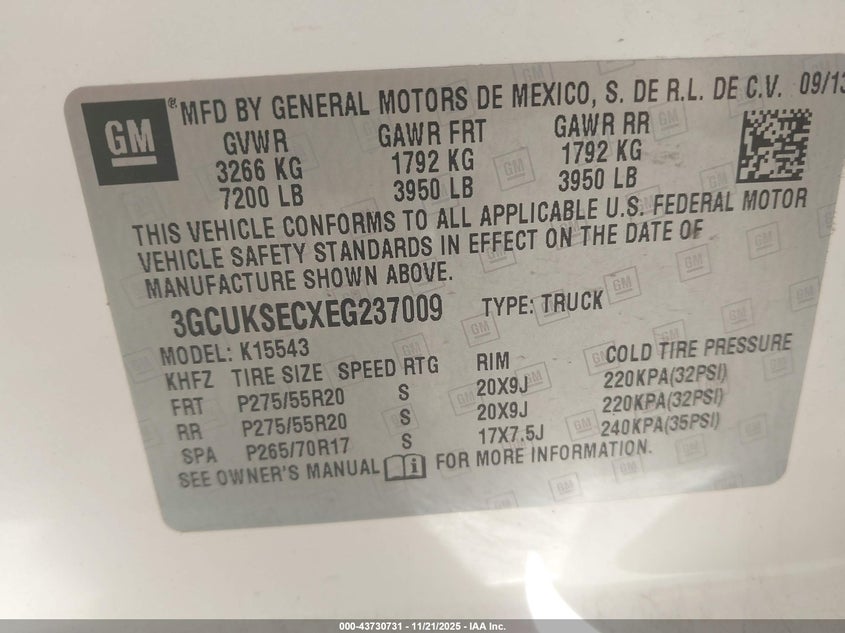 GM ® MFD BY GENERAL MOTORS DE MEXICO, S. DE R.L. DE C.V. 09/13
GVWR GAWR FRT GAWR RR
3266 KG 1792 KG 1792 KG
7200 LB 3950 LB 3950 LB
THIS VEHICLE CONFORMS TO ALL APPLICABLE U.S. FEDERAL MOTOR
VEHICLE SAFETY STANDARDS IN EFFECT ON THE DATE OF
MANUFACTURE SHOWN ABOVE.
3GCUKSECXEG237009 TYPE: TRUCK
MODEL: K15543
KHFZ TIRE SIZE SPEED RTG RIM COLD TIRE PRESSURE
FRT P275/55R20 S 20X9J 220KPA(32PSI)
RR P275/55R20 S 20X9J 220KPA(32PSI)
SPA P265/70R17 S 17X7.5J 240KPA(35PSI)
SEE OWNER'S MANUAL i FOR MORE INFORMATION.
000-43730731 -- 11/21/2025 -- IAA Inc.